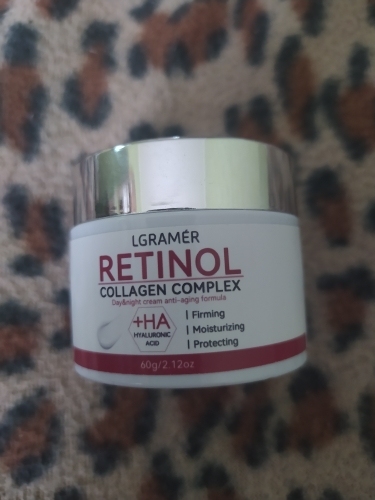 LGRAMÉR
RETINOL
COLLAGEN COMPLEX
Day&night cream anti-aging formula
+HA
HYALURONIC
ACID
| Firming
| Moisturizing
| Protecting
60g/2.12oz